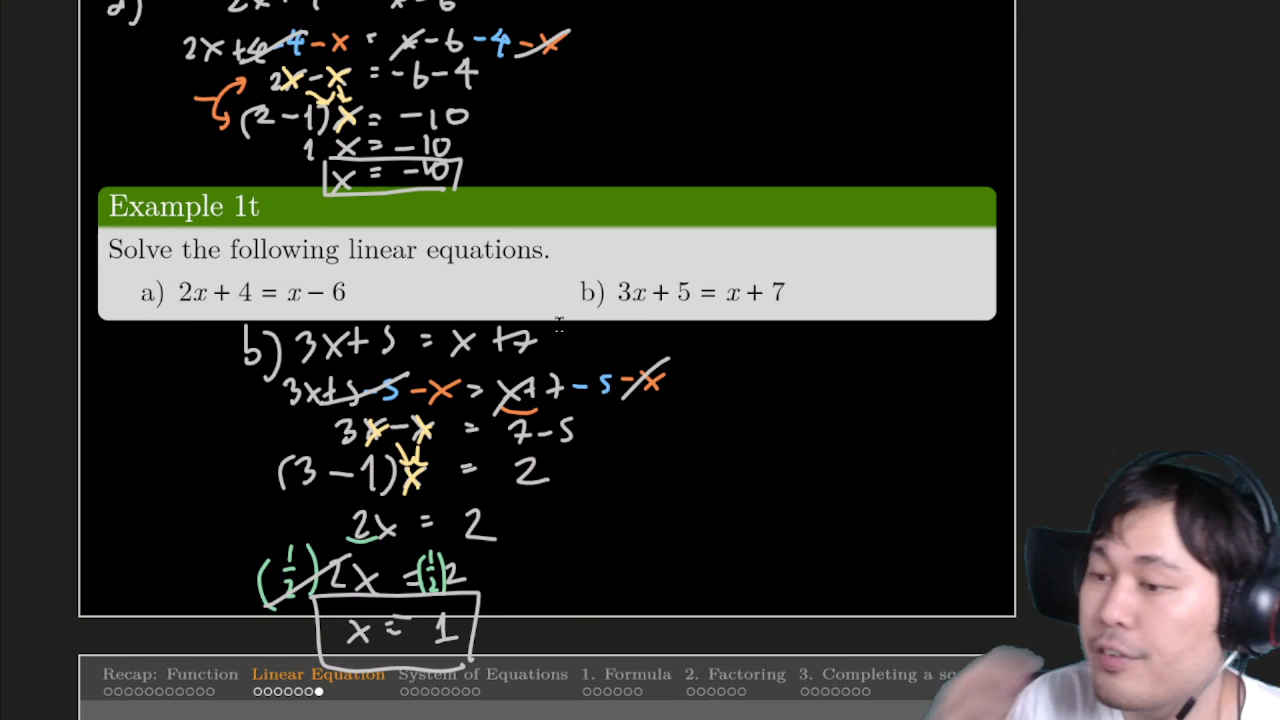 2x+4-4-x = x-6-4-x
2x-x = -6-4
(2-1)x = -10
1x = -10
x = -10
Example 1t
Solve the following linear equations.
a) 2x + 4 = x − 6 b) 3x + 5 = x + 7
b) 3x+5 = x+7
3x+5-5-x = x+7-5-x
3x-x = 7-5
(3-1)x = 2
2x = 2
(1/2)2x = (1/2)2
x = 1
Recap: Function Linear Equation System of Equations 1. Formula 2. Factoring 3. Completing a